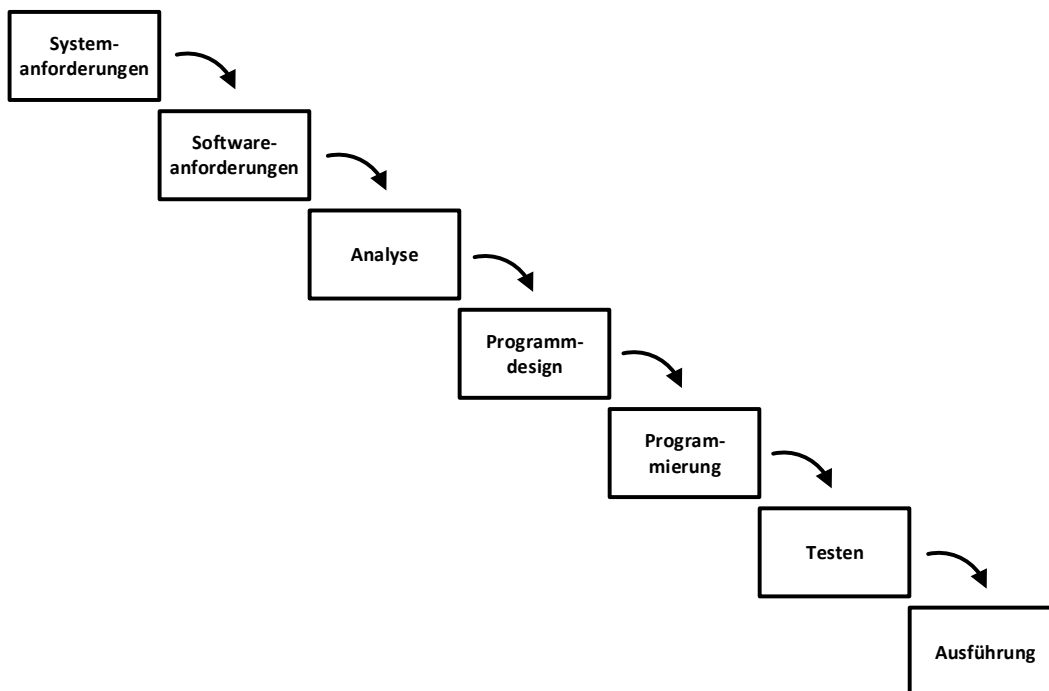 System-
anforderungen
Software-
anforderungen
Analyse
Programm-
design
Program-
mierung
Testen
Ausführung